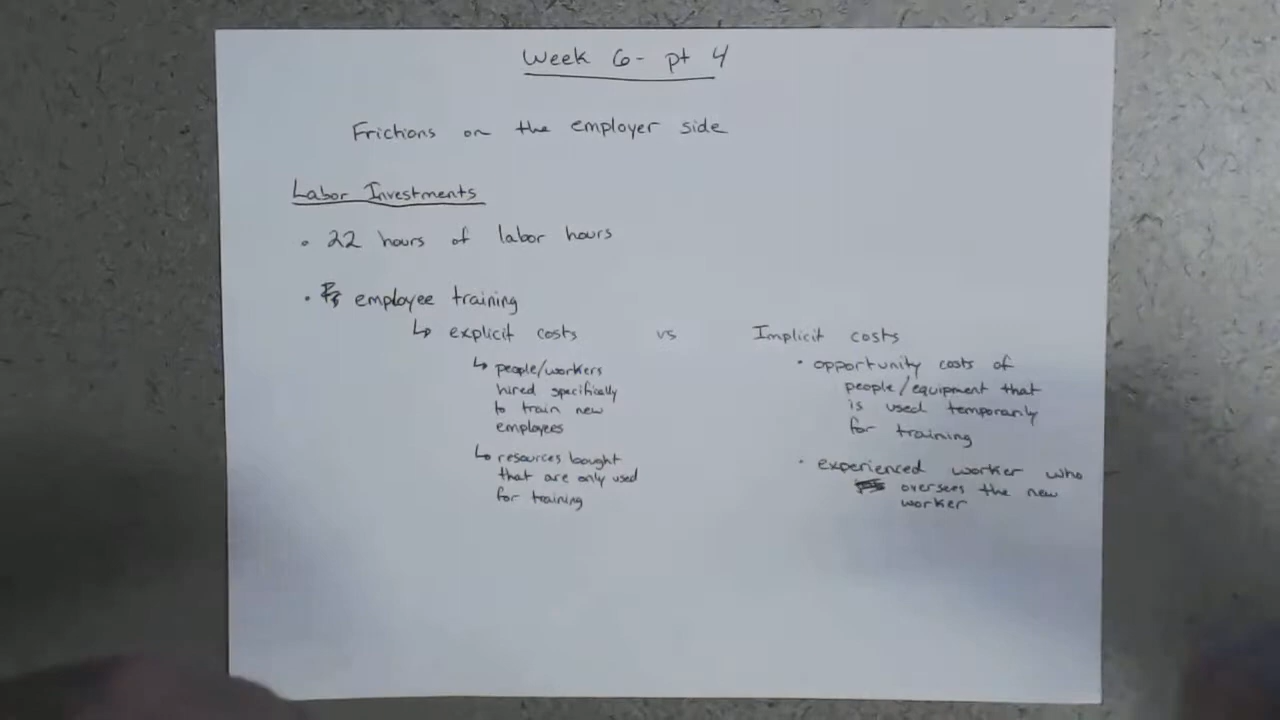 Week 6- pt 4
Frictions on the employer side
Labor Investments
• 22 hours of labor hours
• employee training
↳ explicit costs vs Implicit costs
↳ people/workers
hired specifically
to train new
employees
↳ resources bought
that are only used
for training
• opportunity costs of
people/equipment that
is used temporarily
for training
• experienced worker who
oversees the new
worker